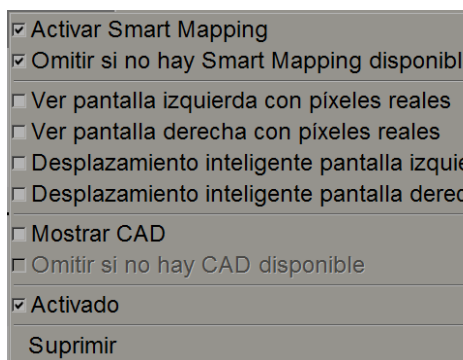 Activar Smart Mapping
Omitir si no hay Smart Mapping disponibl
Ver pantalla izquierda con píxeles reales
Ver pantalla derecha con píxeles reales
Desplazamiento inteligente pantalla izquie
Desplazamiento inteligente pantalla derec
Mostrar CAD
Omitir si no hay CAD disponible
Activado
Suprimir